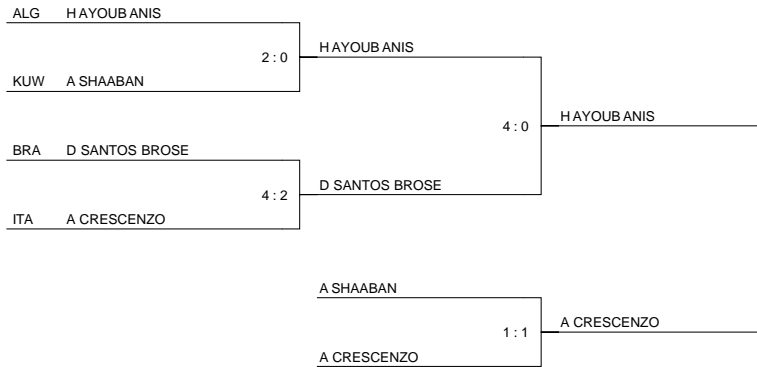 ALG H AYOUB ANIS
2 : 0 H AYOUB ANIS
KUW A SHAABAN
4 : 0 H AYOUB ANIS
BRA D SANTOS BROSE
4 : 2 D SANTOS BROSE
ITA A CRESCENZO
A SHAABAN
1 : 1 A CRESCENZO
A CRESCENZO